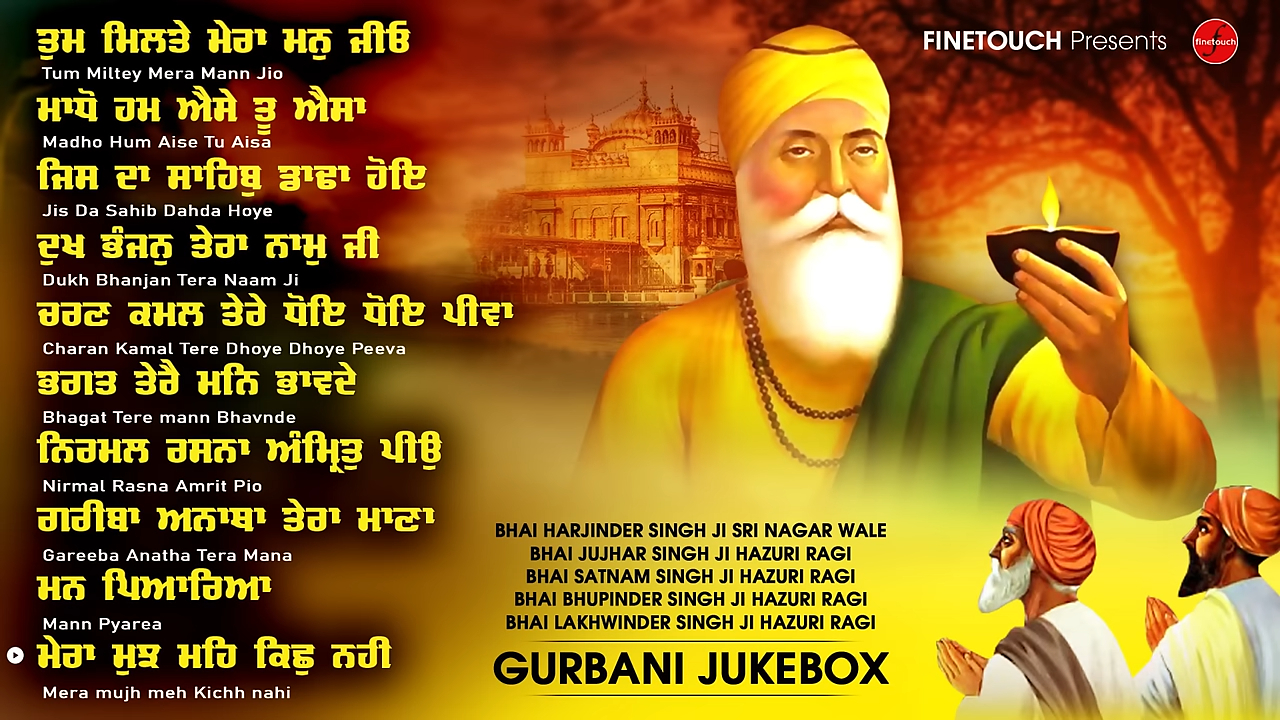 ਤੁਮ ਮਿਲਤੇ ਮੇਰਾ ਮਨੁ ਜੀਓ
Tum Miltey Mera Mann Jio
ਮਾਧੋ ਹਮ ਐਸੇ ਤੂ ਐਸਾ
Madho Hum Aise Tu Aisa
ਜਿਸ ਦਾ ਸਾਹਿਬੁ ਡਾਢਾ ਹੋਇ
Jis Da Sahib Dahda Hoye
ਦੁਖ ਭੰਜਨੁ ਤੇਰਾ ਨਾਮੁ ਜੀ
Dukh Bhanjan Tera Naam Ji
ਚਰਣ ਕਮਲ ਤੇਰੇ ਧੋਇ ਧੋਇ ਪੀਵਾ
Charan Kamal Tere Dhoye Dhoye Peeva
ਭਗਤ ਤੇਰੈ ਮਨਿ ਭਾਵਦੇ
Bhagat Tere mann Bhavnde
ਨਿਰਮਲ ਰਸਨਾ ਅੰਮ੍ਰਿਤੁ ਪੀਉ
Nirmal Rasna Amrit Pio
ਗਰੀਬਾ ਅਨਾਥਾ ਤੇਰਾ ਮਾਣਾ
Gareeba Anatha Tera Mana
ਮਨ ਪਿਆਰਿਆ
Mann Pyarea
ਮੇਰਾ ਮੁਝ ਮਹਿ ਕਿਛੁ ਨਹੀ
Mera mujh meh Kichh nahi
FINETOUCH Presents
finetouch
BHAI HARJINDER SINGH JI SRI NAGAR WALE
BHAI JUJHAR SINGH JI HAZURI RAGI
BHAI SATNAM SINGH JI HAZURI RAGI
BHAI BHUPINDER SINGH JI HAZURI RAGI
BHAI LAKHWINDER SINGH JI HAZURI RAGI
GURBANI JUKEBOX